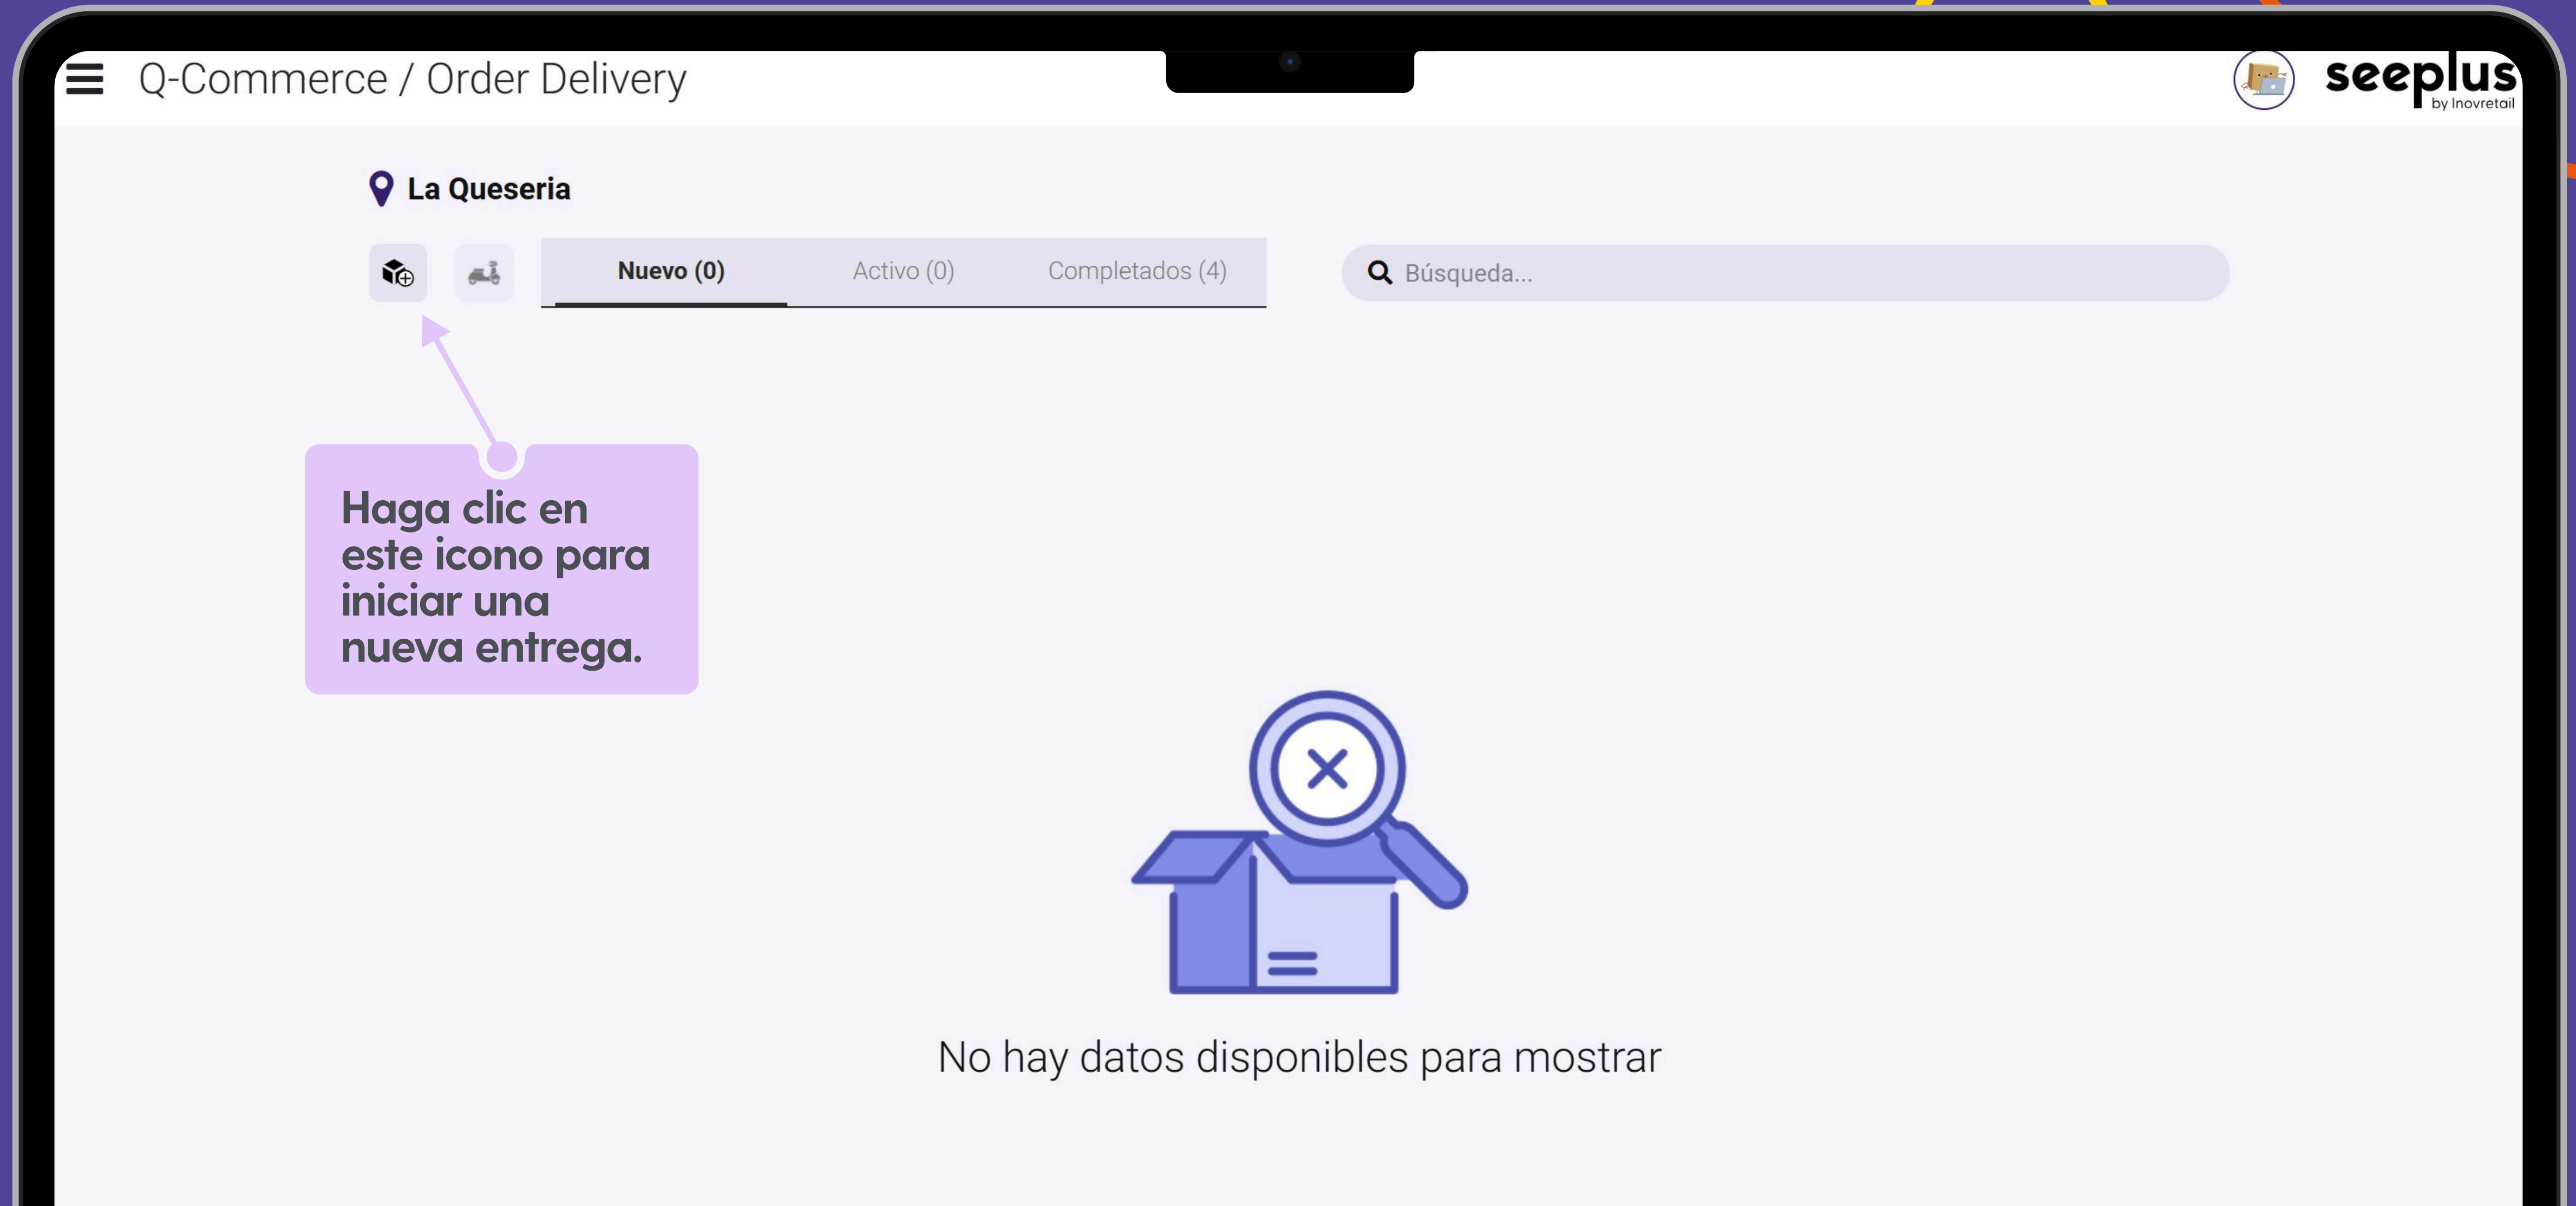 Q-Commerce / Order Delivery
seeplus
by Inovretail
La Queseria
Nuevo (0)
Activo (0)
Completados (4)
Búsqueda...
Haga clic en
este icono para
iniciar una
nueva entrega.
No hay datos disponibles para mostrar